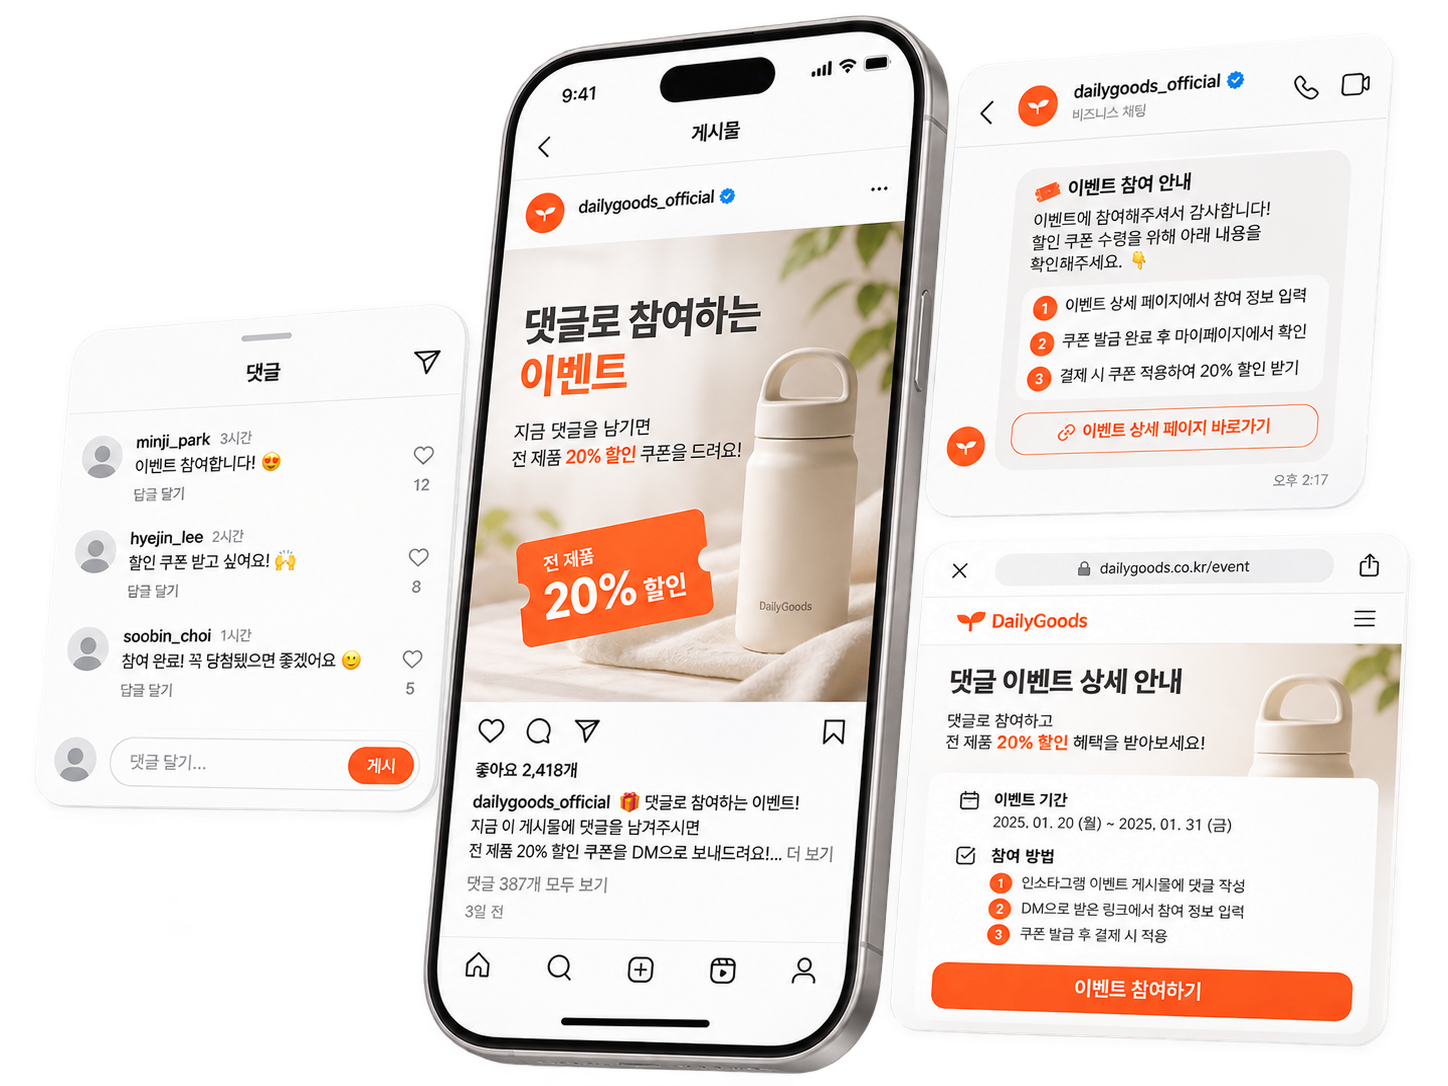 댓글
minji_park 3시간
이벤트 참여합니다! 😍
답글 달기
12
hyejin_lee 2시간
할인 쿠폰 받고 싶어요! 🙌
답글 달기
8
soobin_choi 1시간
참여 완료! 꼭 당첨됐으면 좋겠어요 🙂
답글 달기
5
댓글 달기...
게시
9:41
게시물
dailygoods_official
댓글로 참여하는
이벤트
지금 댓글을 남기면
전 제품 20% 할인 쿠폰을 드려요!
전 제품
20% 할인
DailyGoods
좋아요 2,418개
dailygoods_official 🎁 댓글로 참여하는 이벤트!
지금 이 게시물에 댓글을 남겨주시면
전 제품 20% 할인 쿠폰을 DM으로 보내드려요!... 더 보기
댓글 387개 모두 보기
3일 전
dailygoods_official
비즈니스 채팅
이벤트 참여 안내
이벤트에 참여해주셔서 감사합니다!
할인 쿠폰 수령을 위해 아래 내용을
확인해주세요. 👇
1 이벤트 상세 페이지에서 참여 정보 입력
2 쿠폰 발금 완료 후 마이페이지에서 확인
3 결제 시 쿠폰 적용하여 20% 할인 받기
이벤트 상세 페이지 바로가기
오후 2:17
dailygoods.co.kr/event
DailyGoods
댓글 이벤트 상세 안내
댓글로 참여하고
전 제품 20% 할인 혜택을 받아보세요!
이벤트 기간
2025. 01. 20 (월) ~ 2025. 01. 31 (금)
참여 방법
1 인소타그램 이벤트 게시물에 댓글 작성
2 DM으로 받은 링크에서 참여 정보 입력
3 쿠폰 발금 후 결제 시 적용
이벤트 참여하기